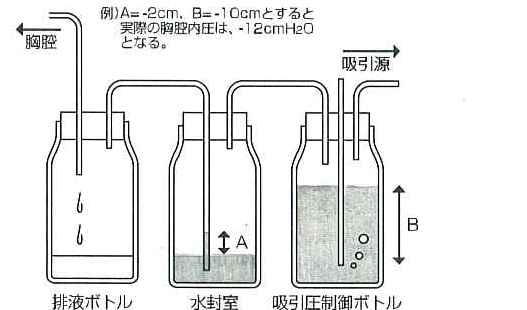 例)A=-2cm、B=-10cmとすると
実際の胸腔内圧は、-12cmH2O
となる。
胸腔
吸引源
A
B
排液ボトル
水封室
吸引圧制御ボトル